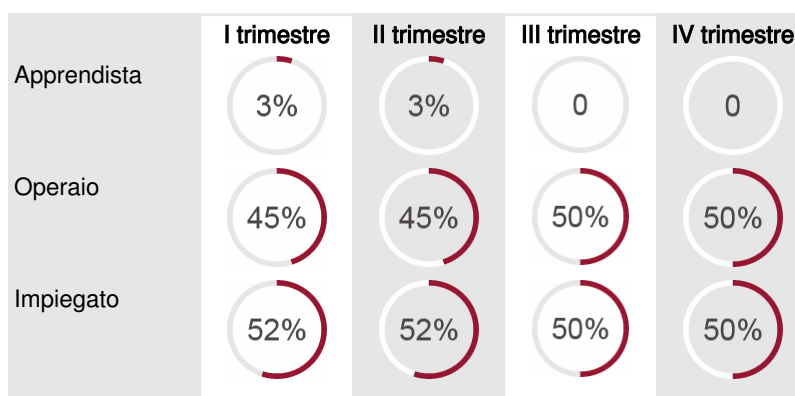 I trimestre II trimestre III trimestre IV trimestre
Apprendista 3% 3% 0 0
Operaio 45% 45% 50% 50%
Impiegato 52% 52% 50% 50%